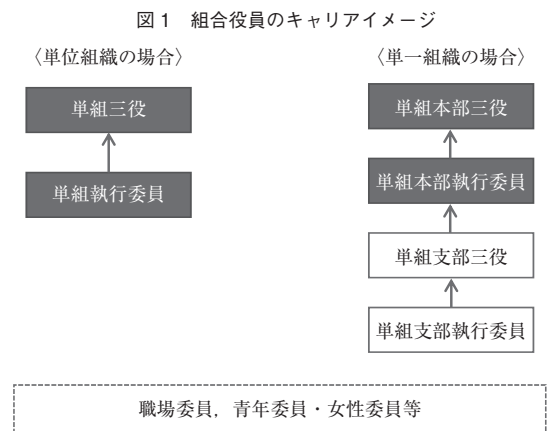 図1　組合役員のキャリアイメージ
〈単位組織の場合〉
単組三役
単組執行委員
〈単一組織の場合〉
単組本部三役
単組本部執行委員
単組支部三役
単組支部執行委員
職場委員，青年委員・女性委員等